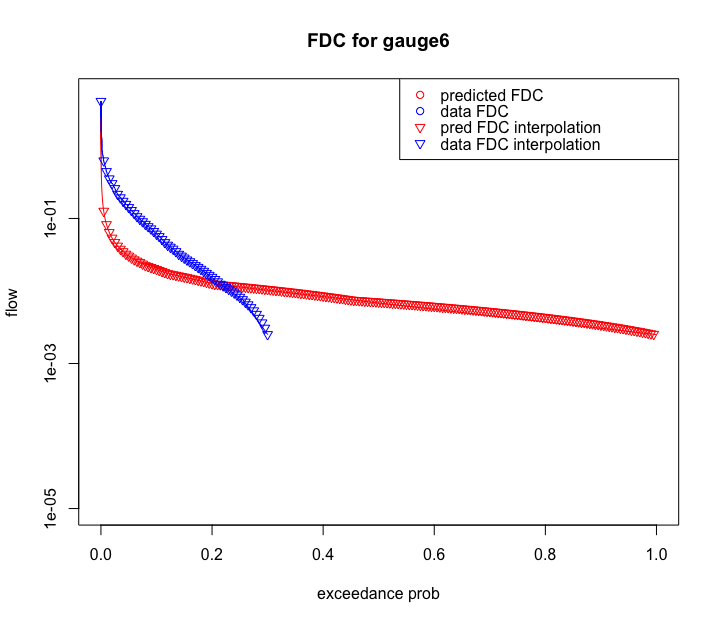 FDC for gauge6
predicted FDC
data FDC
pred FDC interpolation
data FDC interpolation
flow
1e-01
1e-03
1e-05
0.0 0.2 0.4 0.6 0.8 1.0
exceedance prob